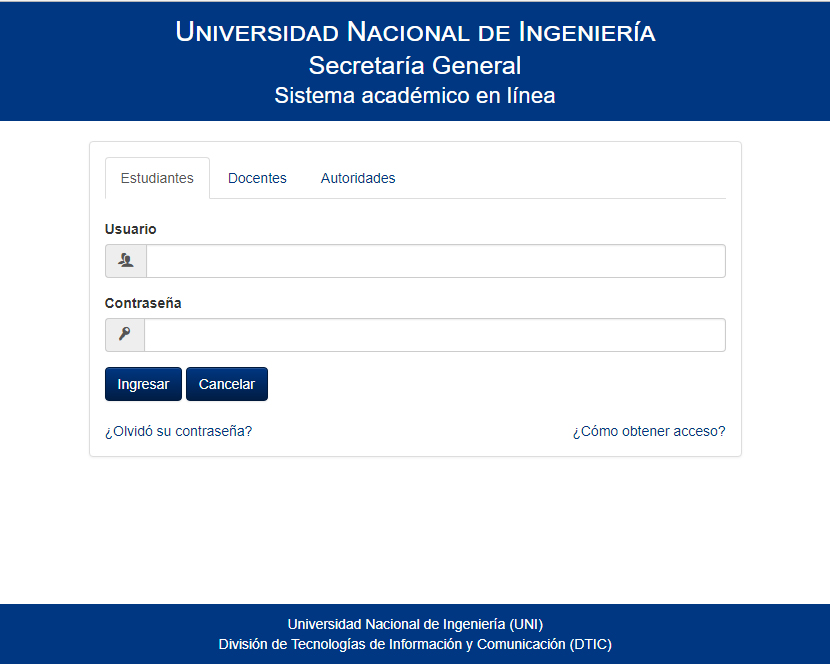 UNIVERSIDAD NACIONAL DE INGENIERÍA
Secretaría General
Sistema académico en línea
Estudiantes Docentes Autoridades
Usuario
Contraseña
Ingresar Cancelar
¿Olvidó su contraseña? ¿Cómo obtener acceso?
Universidad Nacional de Ingeniería (UNI)
División de Tecnologías de Información y Comunicación (DTIC)